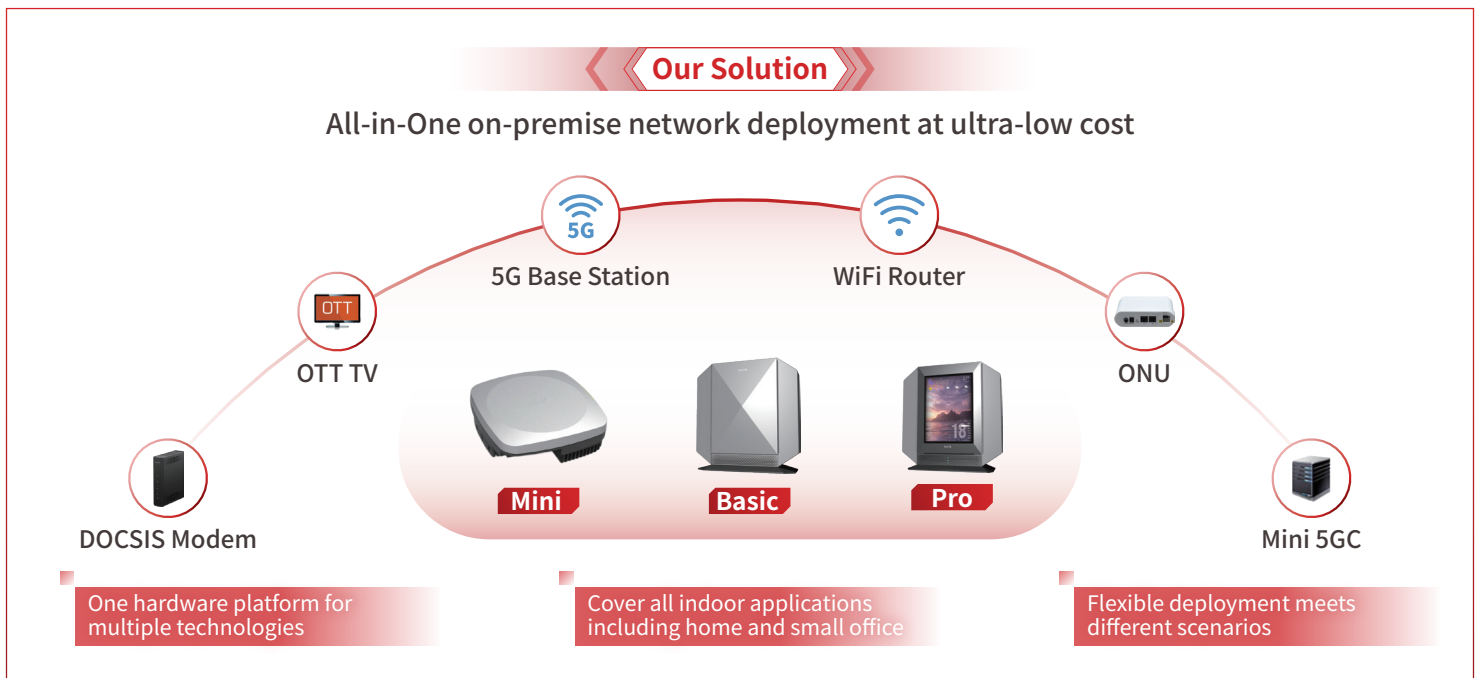 Our Solution
All-in-One on-premise network deployment at ultra-low cost
5G
5G Base Station
WiFi Router
OTT
OTT TV
ONU
18
Mini
Basic
Pro
DOCSIS Modem
Mini 5GC
One hardware platform for
multiple technologies
Cover all indoor applications
including home and small office
Flexible deployment meets
different scenarios